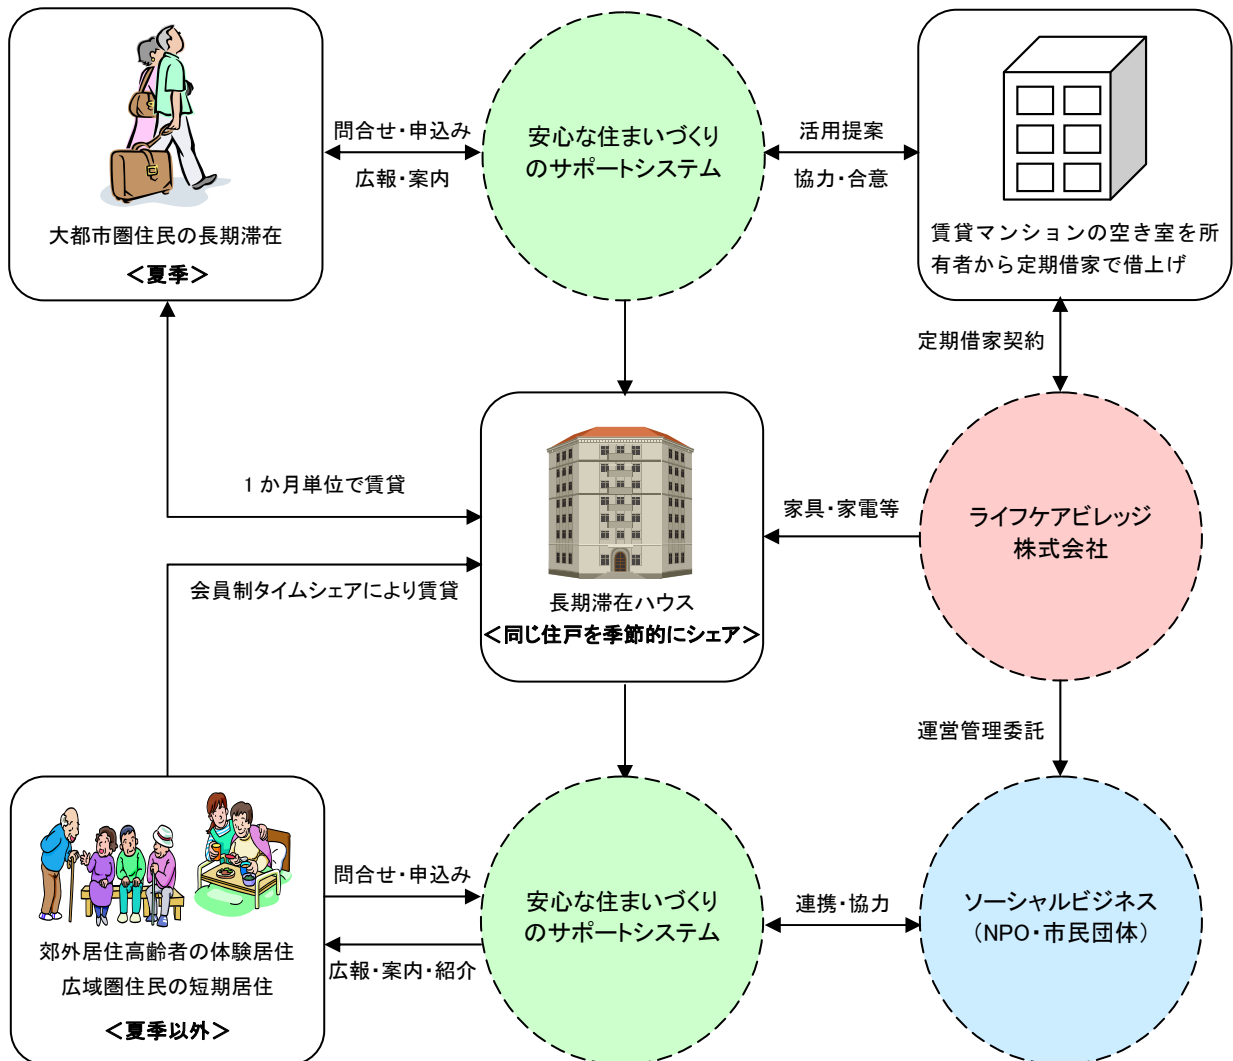 問合せ・申込み
広報・案内
大都市圏住民の長期滞在
＜夏季＞
安心な住まいづくり
のサポートシステム
活用提案
協力・合意
賃貸マンションの空き室を所
有者から定期借家で借上げ
定期借家契約
1か月単位で賃貸
会員制タイムシェアにより賃貸
長期滞在ハウス
＜同じ住戸を季節的にシェア＞
家具・家電等
ライフケアビレッジ
株式会社
運営管理委託
郊外居住高齢者の体験居住
広域圏住民の短期居住
＜夏季以外＞
問合せ・申込み
広報・案内・紹介
安心な住まいづくり
のサポートシステム
連携・協力
ソーシャルビジネス
（NPO・市民団体）